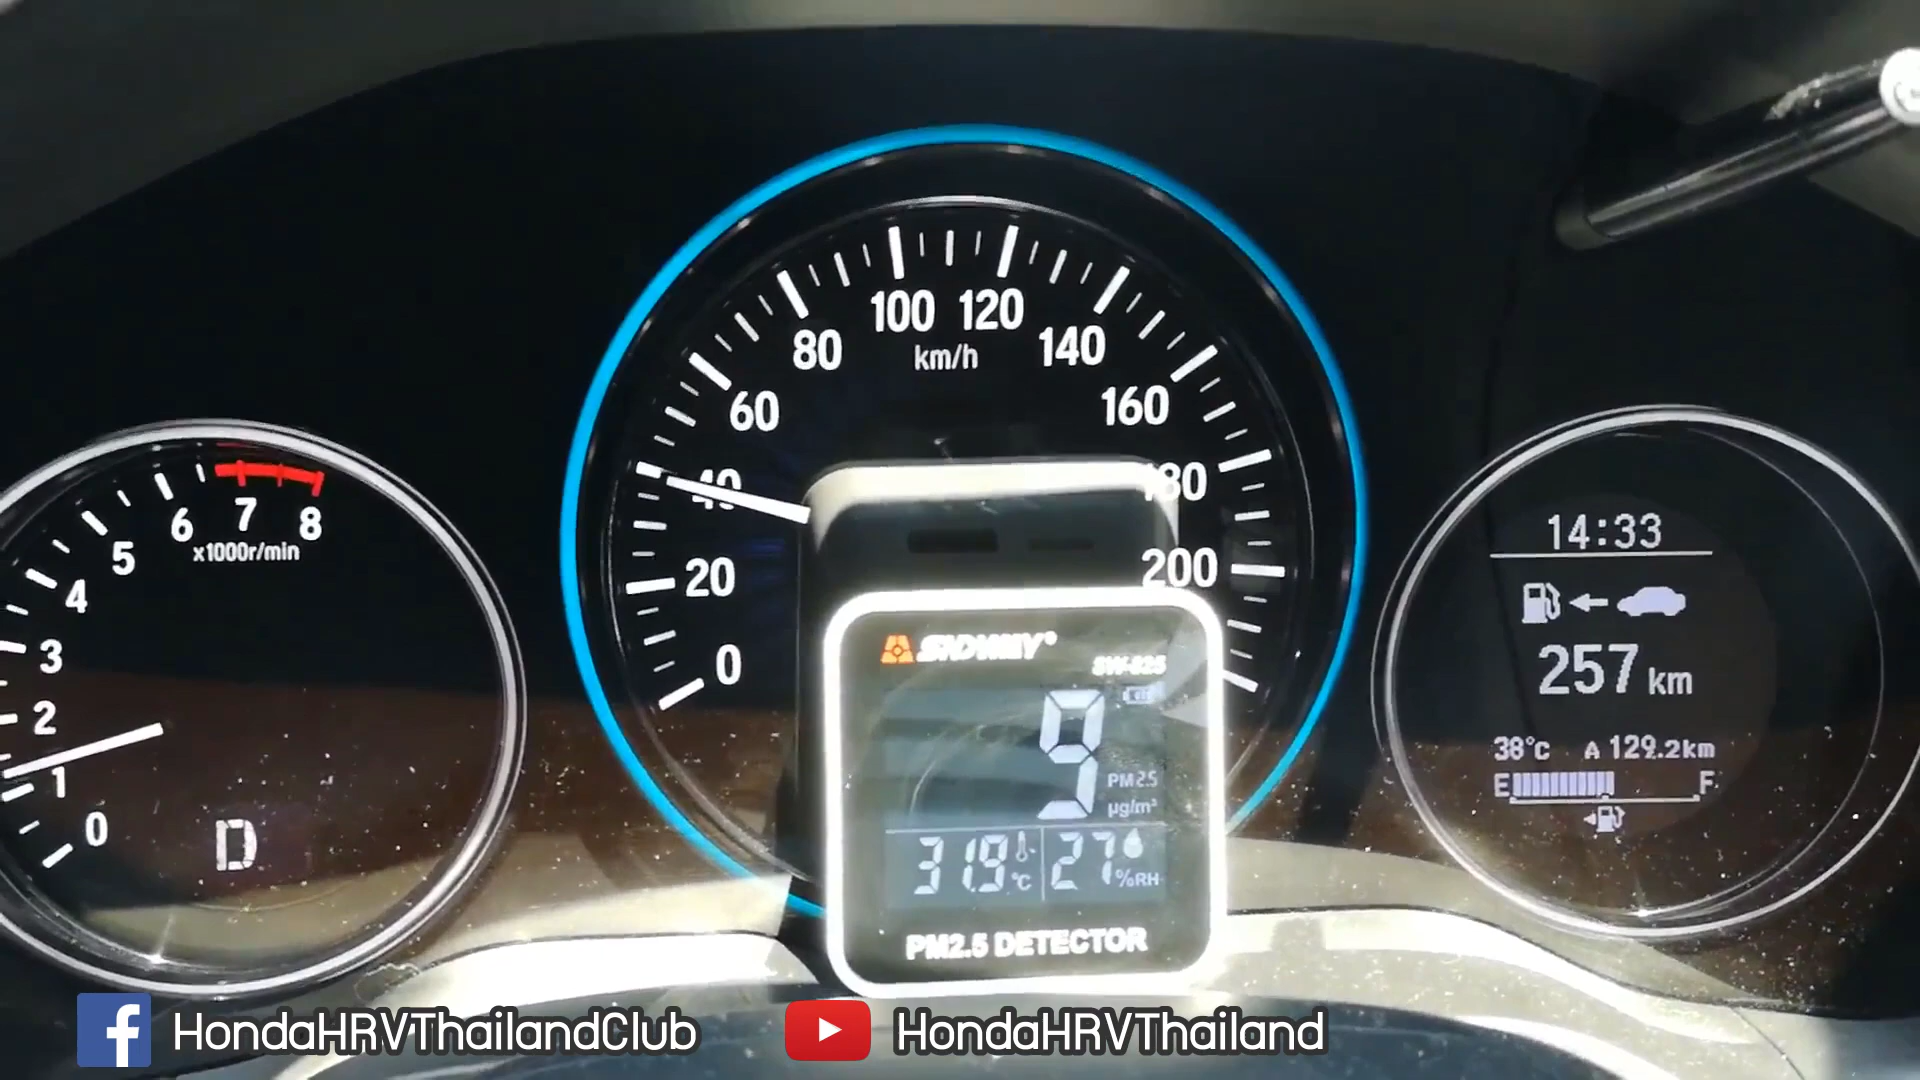 100 120
km/h
80
140
60
160
40
180
20
200
0
7
6
8
x1000r/min
5
4
3
2
1
0
D
14:33
257 km
38°C A 129.2km
E F
SNDWAY
SW-825
9
PM2.5
µg/m³
31.9 °C 27 %RH
PM2.5 DETECTOR
HondaHRVThailandClub
HondaHRVThailand